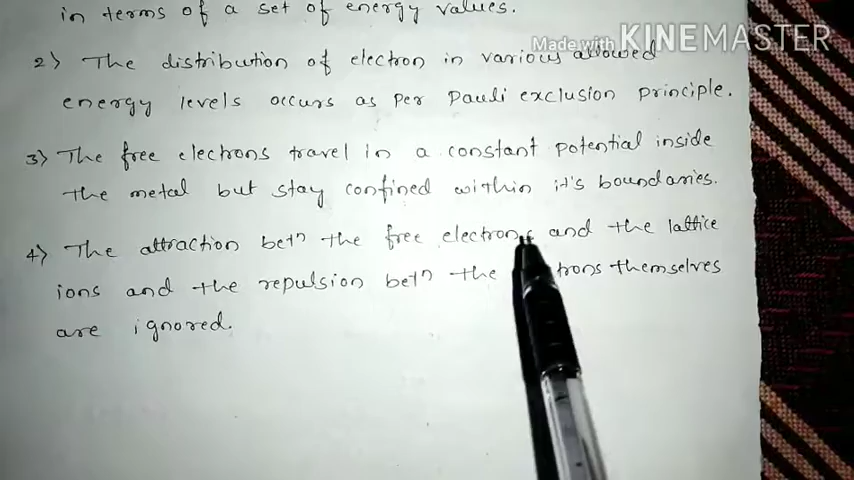 in terms of a set of energy values.
Made with KINEMASTER
2) The distribution of electron in various allowed
energy levels occurs as per Pauli exclusion principle.
3) The free electrons travel in a constant potential inside
the metal but stay confined within it's boundaries.
4) The attraction betn the free electrons and the lattice
ions and the repulsion betn the trons themselves
are ignored.